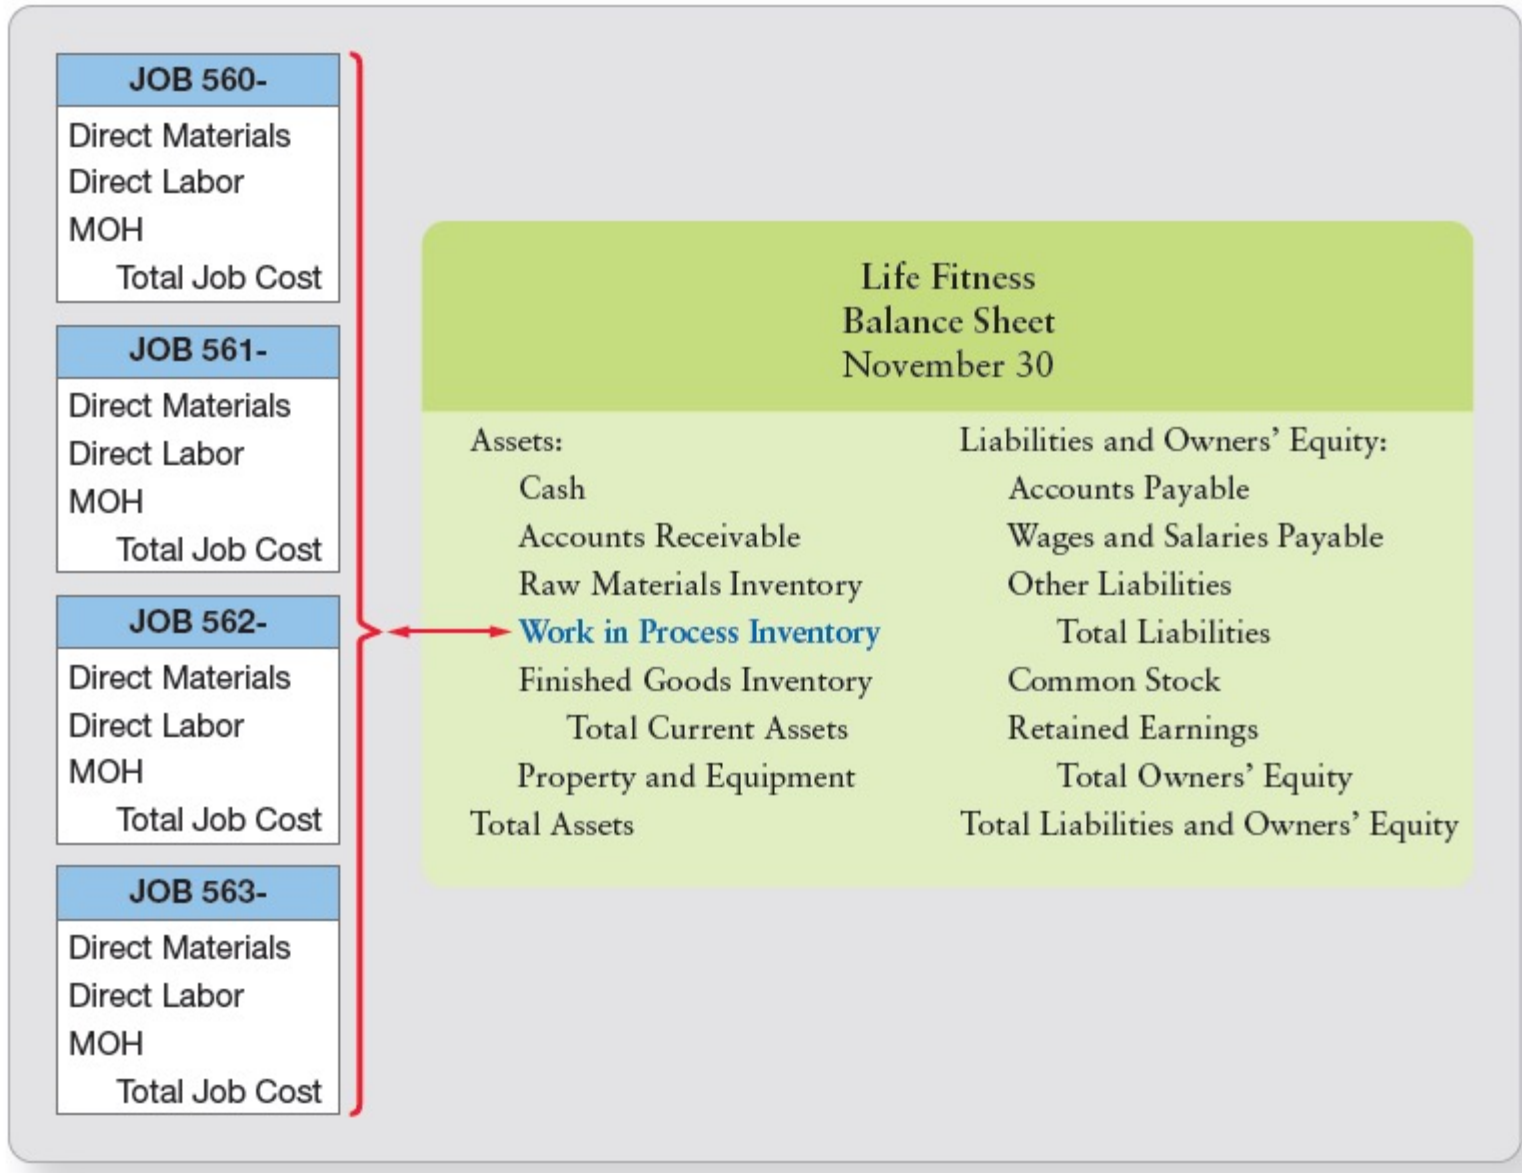 JOB 560-
Direct Materials
Direct Labor
MOH
Total Job Cost
JOB 561-
Direct Materials
Direct Labor
MOH
Total Job Cost
JOB 562-
Direct Materials
Direct Labor
MOH
Total Job Cost
JOB 563-
Direct Materials
Direct Labor
MOH
Total Job Cost
Life Fitness
Balance Sheet
November 30
Assets:
Cash
Accounts Receivable
Raw Materials Inventory
Work in Process Inventory
Finished Goods Inventory
Total Current Assets
Property and Equipment
Total Assets
Liabilities and Owners’ Equity:
Accounts Payable
Wages and Salaries Payable
Other Liabilities
Total Liabilities
Common Stock
Retained Earnings
Total Owners’ Equity
Total Liabilities and Owners’ Equity